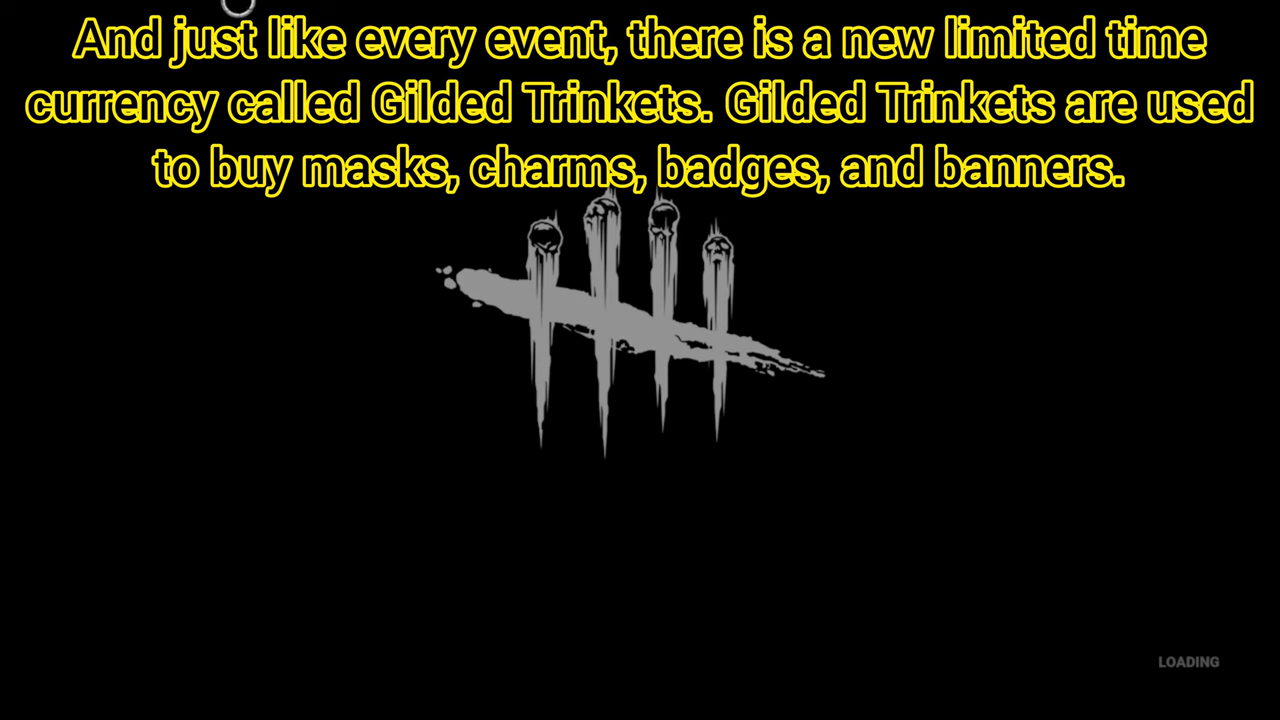 And just like every event, there is a new limited time
currency called Gilded Trinkets. Gilded Trinkets are used
to buy masks, charms, badges, and banners.
LOADING